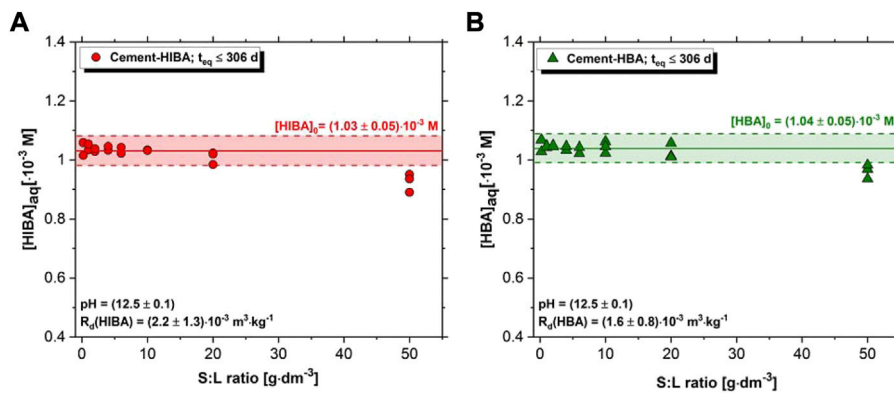 A
Cement-HIBA; teq ≤ 306 d
[HIBA]0 = (1.03 ± 0.05)·10-3 M
pH = (12.5 ± 0.1)
Rd(HIBA) = (2.2 ± 1.3)·10-3 m3·kg-1
[HIBA]aq[·10-3 M]
1.4
1.2
1
0.8
0.6
0.4
0 10 20 30 40 50
S:L ratio [g·dm-3]
B
Cement-HBA; teq ≤ 306 d
[HBA]0 = (1.04 ± 0.05)·10-3 M
pH = (12.5 ± 0.1)
Rd(HBA) = (1.6 ± 0.8)·10-3 m3·kg-1
[HBA]aq[·10-3 M]
1.4
1.2
1
0.8
0.6
0.4
0 10 20 30 40 50
S:L ratio [g·dm-3]